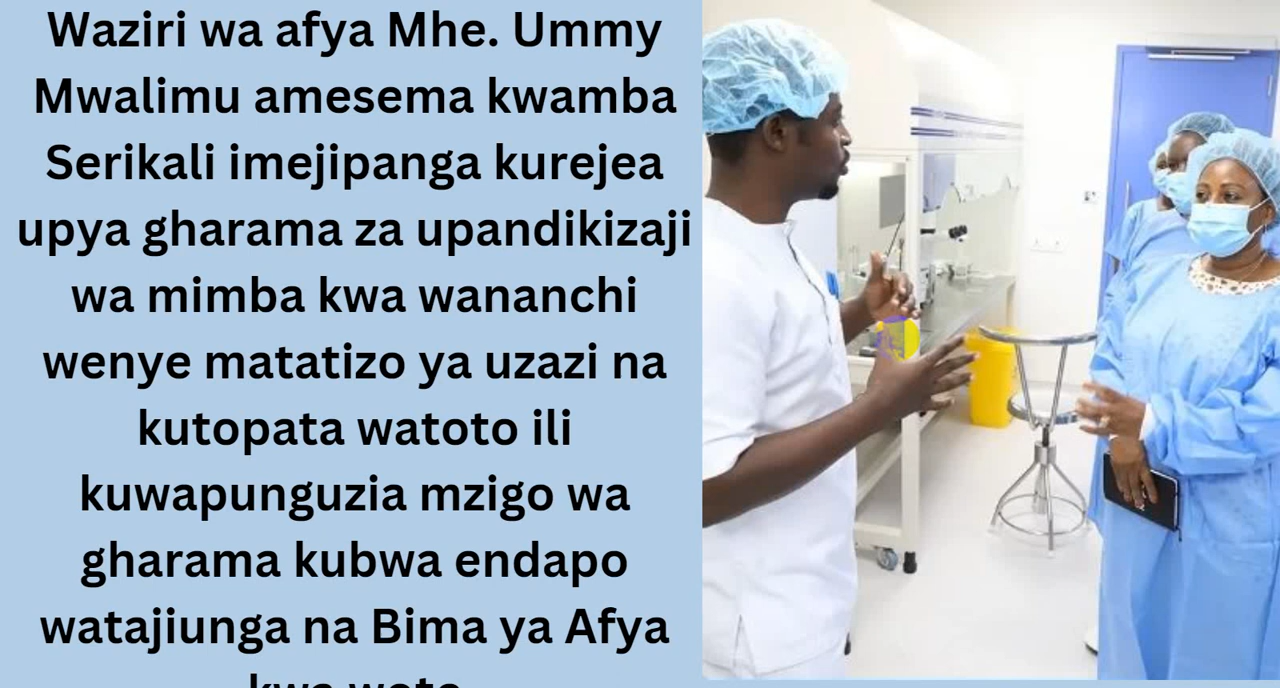 Waziri wa afya Mhe. Ummy
Mwalimu amesema kwamba
Serikali imejipanga kurejea
upya gharama za upandikizaji
wa mimba kwa wananchi
wenye matatizo ya uzazi na
kutopata watoto ili
kuwapunguzia mzigo wa
gharama kubwa endapo
watajiunga na Bima ya Afya
kwa wote